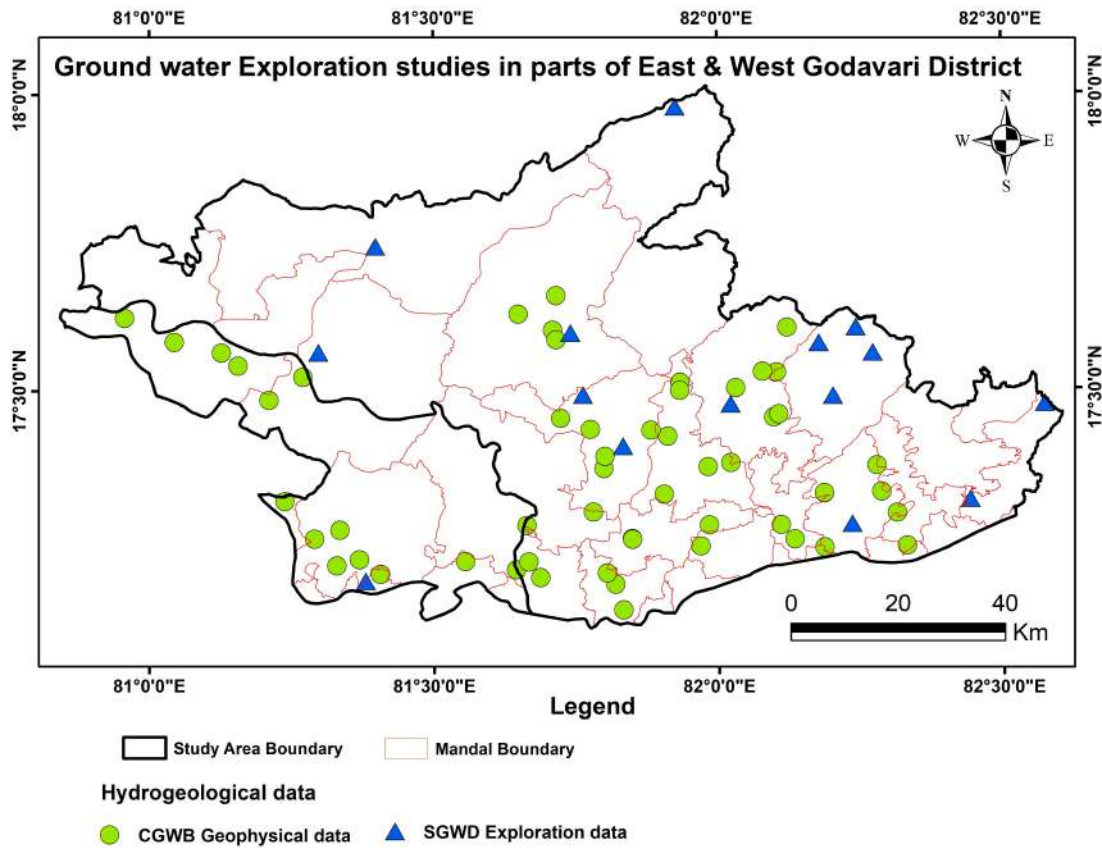 81°0'0"E 81°30'0"E 82°0'0"E 82°30'0"E
Ground water Exploration studies in parts of East & West Godavari District
18°0'0"N 18°0'0"N
N
W E
S
17°30'0"N 17°30'0"N
0 20 40
Km
81°0'0"E 81°30'0"E 82°0'0"E 82°30'0"E
Legend
Study Area Boundary Mandal Boundary
Hydrogeological data
CGWB Geophysical data SGWD Exploration data